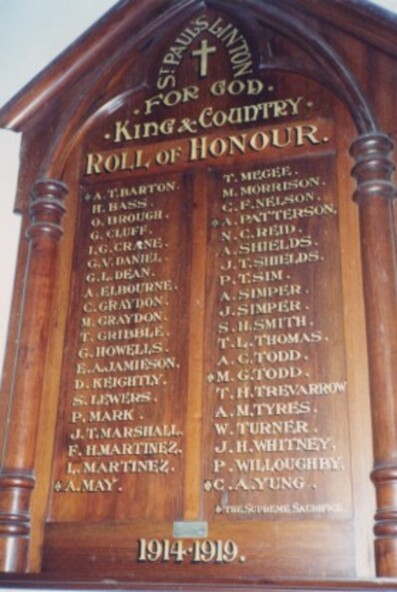 ST PAUL'S LINTON
· FOR GOD ·
· KING & COUNTRY ·
ROLL OF HONOUR.
A. T. BARTON.
H. BASS.
O. BROUGH.
G. CLUFF.
I. G. CRANE.
G. V. DANIEL.
G. L. DEAN.
A. ELBOURNE.
C. GRAYDON.
M. GRAYDON.
T. GRIBBLE.
G. HOWELLS.
E. A. JAMIESON.
D. KEIGHTLY.
S. LEWERS.
P. MARK.
J. T. MARSHALL.
F. H. MARTINEZ.
L. MARTINEZ.
A. MAY.
T. MEGEE.
M. MORRISON.
C. F. NELSON.
A. PATTERSON.
N. C. REID.
A. SHIELDS.
J. T. SHIELDS.
P. T. SIM.
A. SIMPER.
J. SIMPER.
S. H. SMITH.
T. L. THOMAS.
A. C. TODD.
M. G. TODD.
T. H. TREVARROW
A. M. TYRES.
W. TURNER.
J. H. WHITNEY.
P. WILLOUGHBY.
C. A. YUNG.
THE SUPREME SACRIFICE
1914-1919.